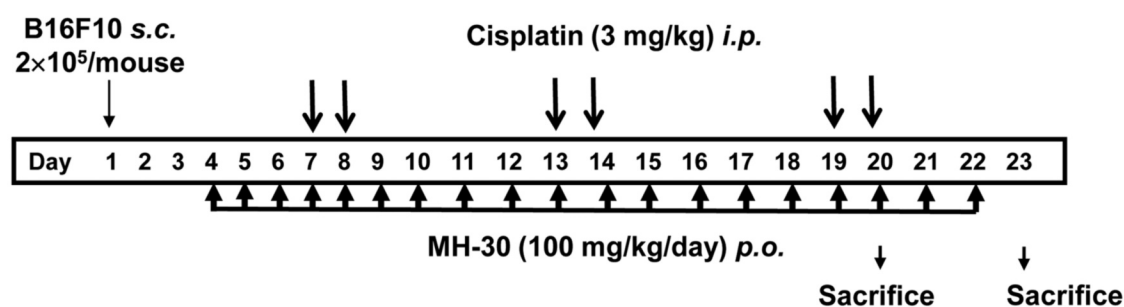 B16F10 s.c.
2×10⁵/mouse
Cisplatin (3 mg/kg) i.p.
Day 1 2 3 4 5 6 7 8 9 10 11 12 13 14 15 16 17 18 19 20 21 22 23
MH-30 (100 mg/kg/day) p.o.
Sacrifice Sacrifice